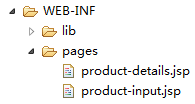 WEB-INF
lib
pages
product-details.jsp
product-input.jsp